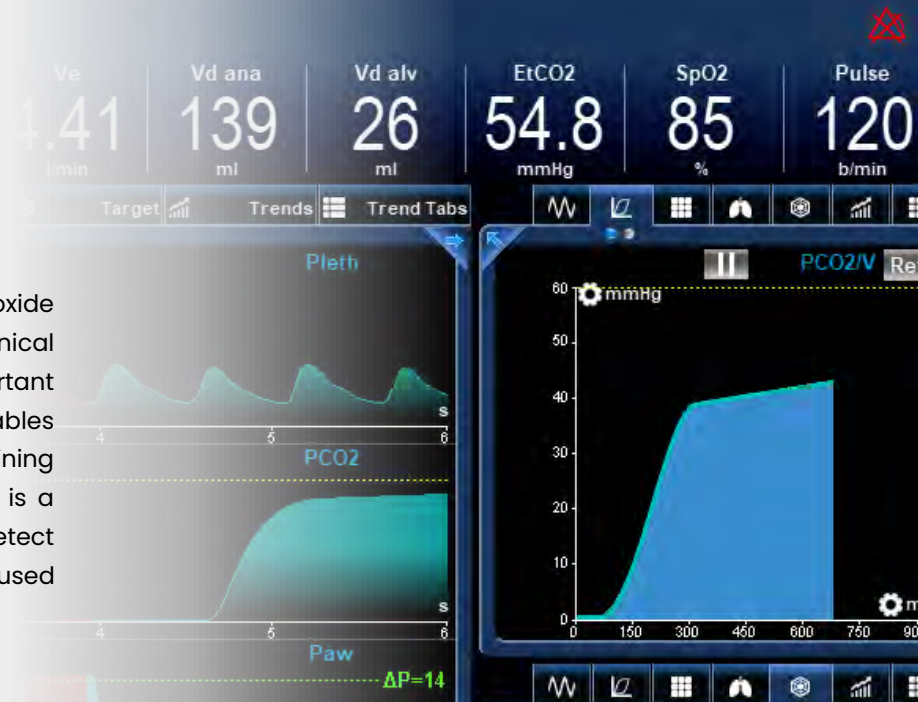 Ve
Vd ana
Vd alv
EtCO2
SpO2
Pulse
4.41
139
26
54.8
85
120
l/min
ml
ml
mmHg
%
b/min
Target
Trends
Trend Tabs
Pleth
PCO2/V
60
mmHg
oxide
nical
50
rtant
40
ables
s
4
5
6
ining
PCO2
30
is a
etect
20
used
10
s
0
4
5
6
0
150
300
450
600
750
Paw
ΔP=14